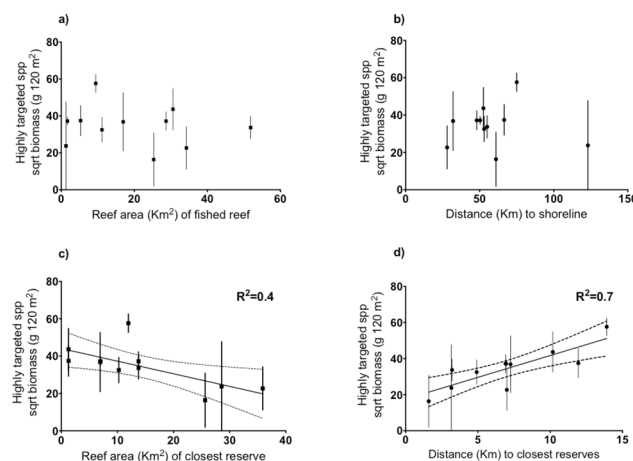 a)
Highly targeted spp
sqrt biomass (g 120 m²)
80
60
40
20
0
0 20 40 60
Reef area (Km²) of fished reef
b)
Highly targeted spp
sqrt biomass (g 120 m²)
80
60
40
20
0
0 50 100 150
Distance (Km) to shoreline
c)
R²=0.4
Highly targeted spp
sqrt biomass (g 120 m²)
80
60
40
20
0
0 10 20 30 40
Reef area (Km²) of closest reserve
d)
R²=0.7
Highly targeted spp
sqrt biomass (g 120 m²)
80
60
40
20
0
0 5 10 15
Distance (Km) to closest reserves